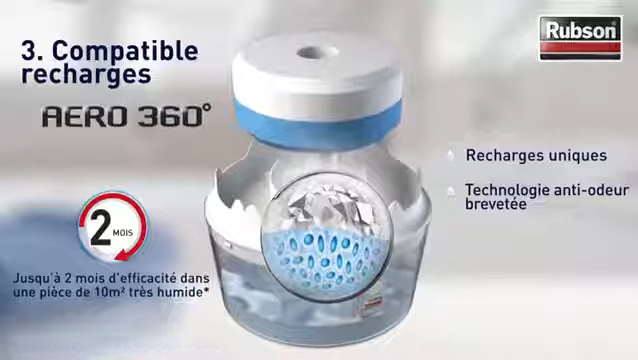 3. Compatible
recharges
AERO 360°
Rubson
Recharges uniques
Technologie anti-odeur
brevetée
2 MOIS
Jusqu'à 2 mois d'efficacité dans
une pièce de 10m² très humide*